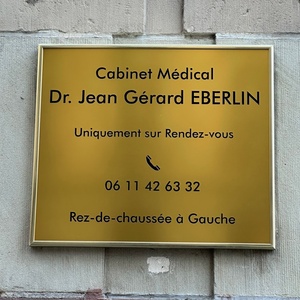 Cabinet Médical
Dr. Jean Gérard EBERLIN
Uniquement sur Rendez-vous
06 11 42 63 32
Rez-de-chaussée à Gauche